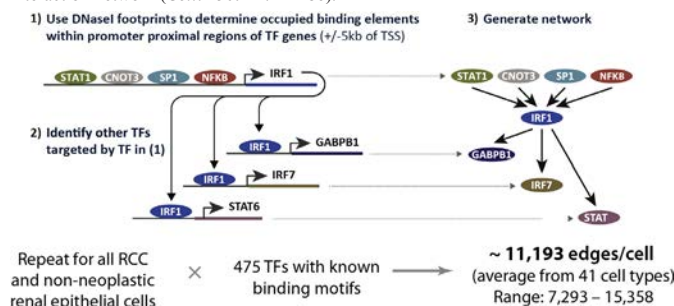 1) Use DNaseI footprints to determine occupied binding elements
within promoter proximal regions of TF genes (+/-5kb of TSS)
3) Generate network
STAT1 CNOT3 SP1 NFKB IRF1
STAT1 CNOT3 SP1 NFKB
IRF1
2) Identify other TFs
targeted by TF in (1)
IRF1 GABPB1
GABPB1
IRF1 IRF7
IRF7
IRF1 STAT6
STAT
Repeat for all RCC
and non-neoplastic
renal epithelial cells
×
475 TFs with known
binding motifs
~ 11,193 edges/cell
(average from 41 cell types)
Range: 7,293 – 15,358